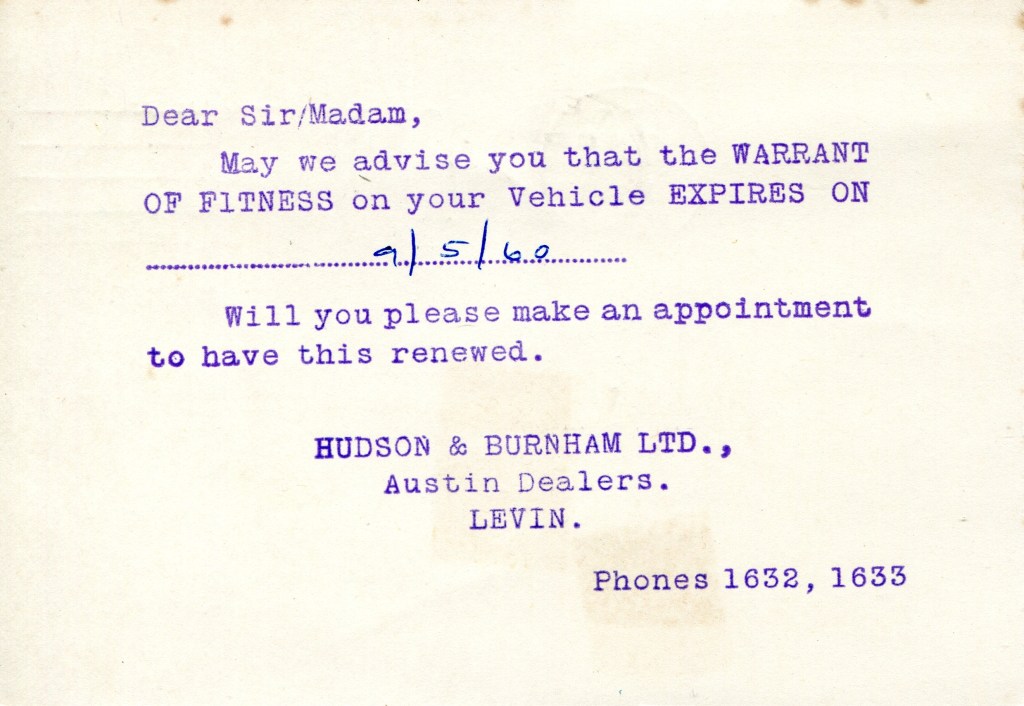 Dear Sir/Madam,
May we advise you that the WARRANT
OF F1TNESS on your Vehicle EXPIRES ON
9/5/60
Will you please make an appointment
to have this renewed.
HUDSON & BURNHAM LTD.,
Austin Dealers.
LEVIN.
Phones 1632, 1633